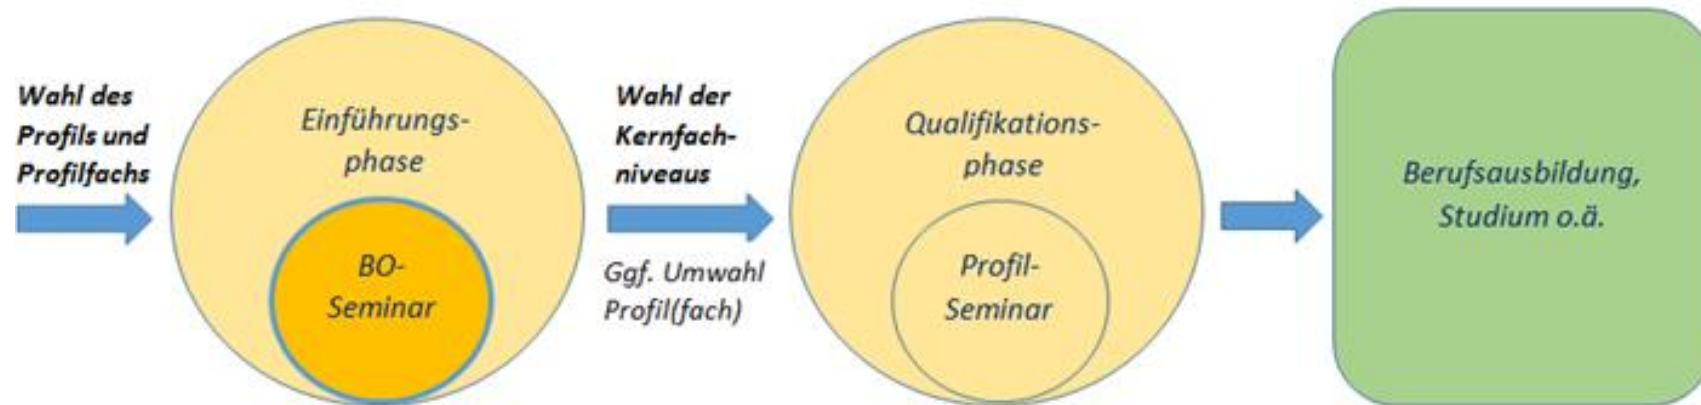 Wahl des
Profils und
Profilfachs
Einführungs-
phase
BO-
Seminar
Wahl der
Kernfach-
niveaus
Ggf. Umwahl
Profil(fach)
Qualifikations-
phase
Profil-
Seminar
Berufsausbildung,
Studium o.ä.